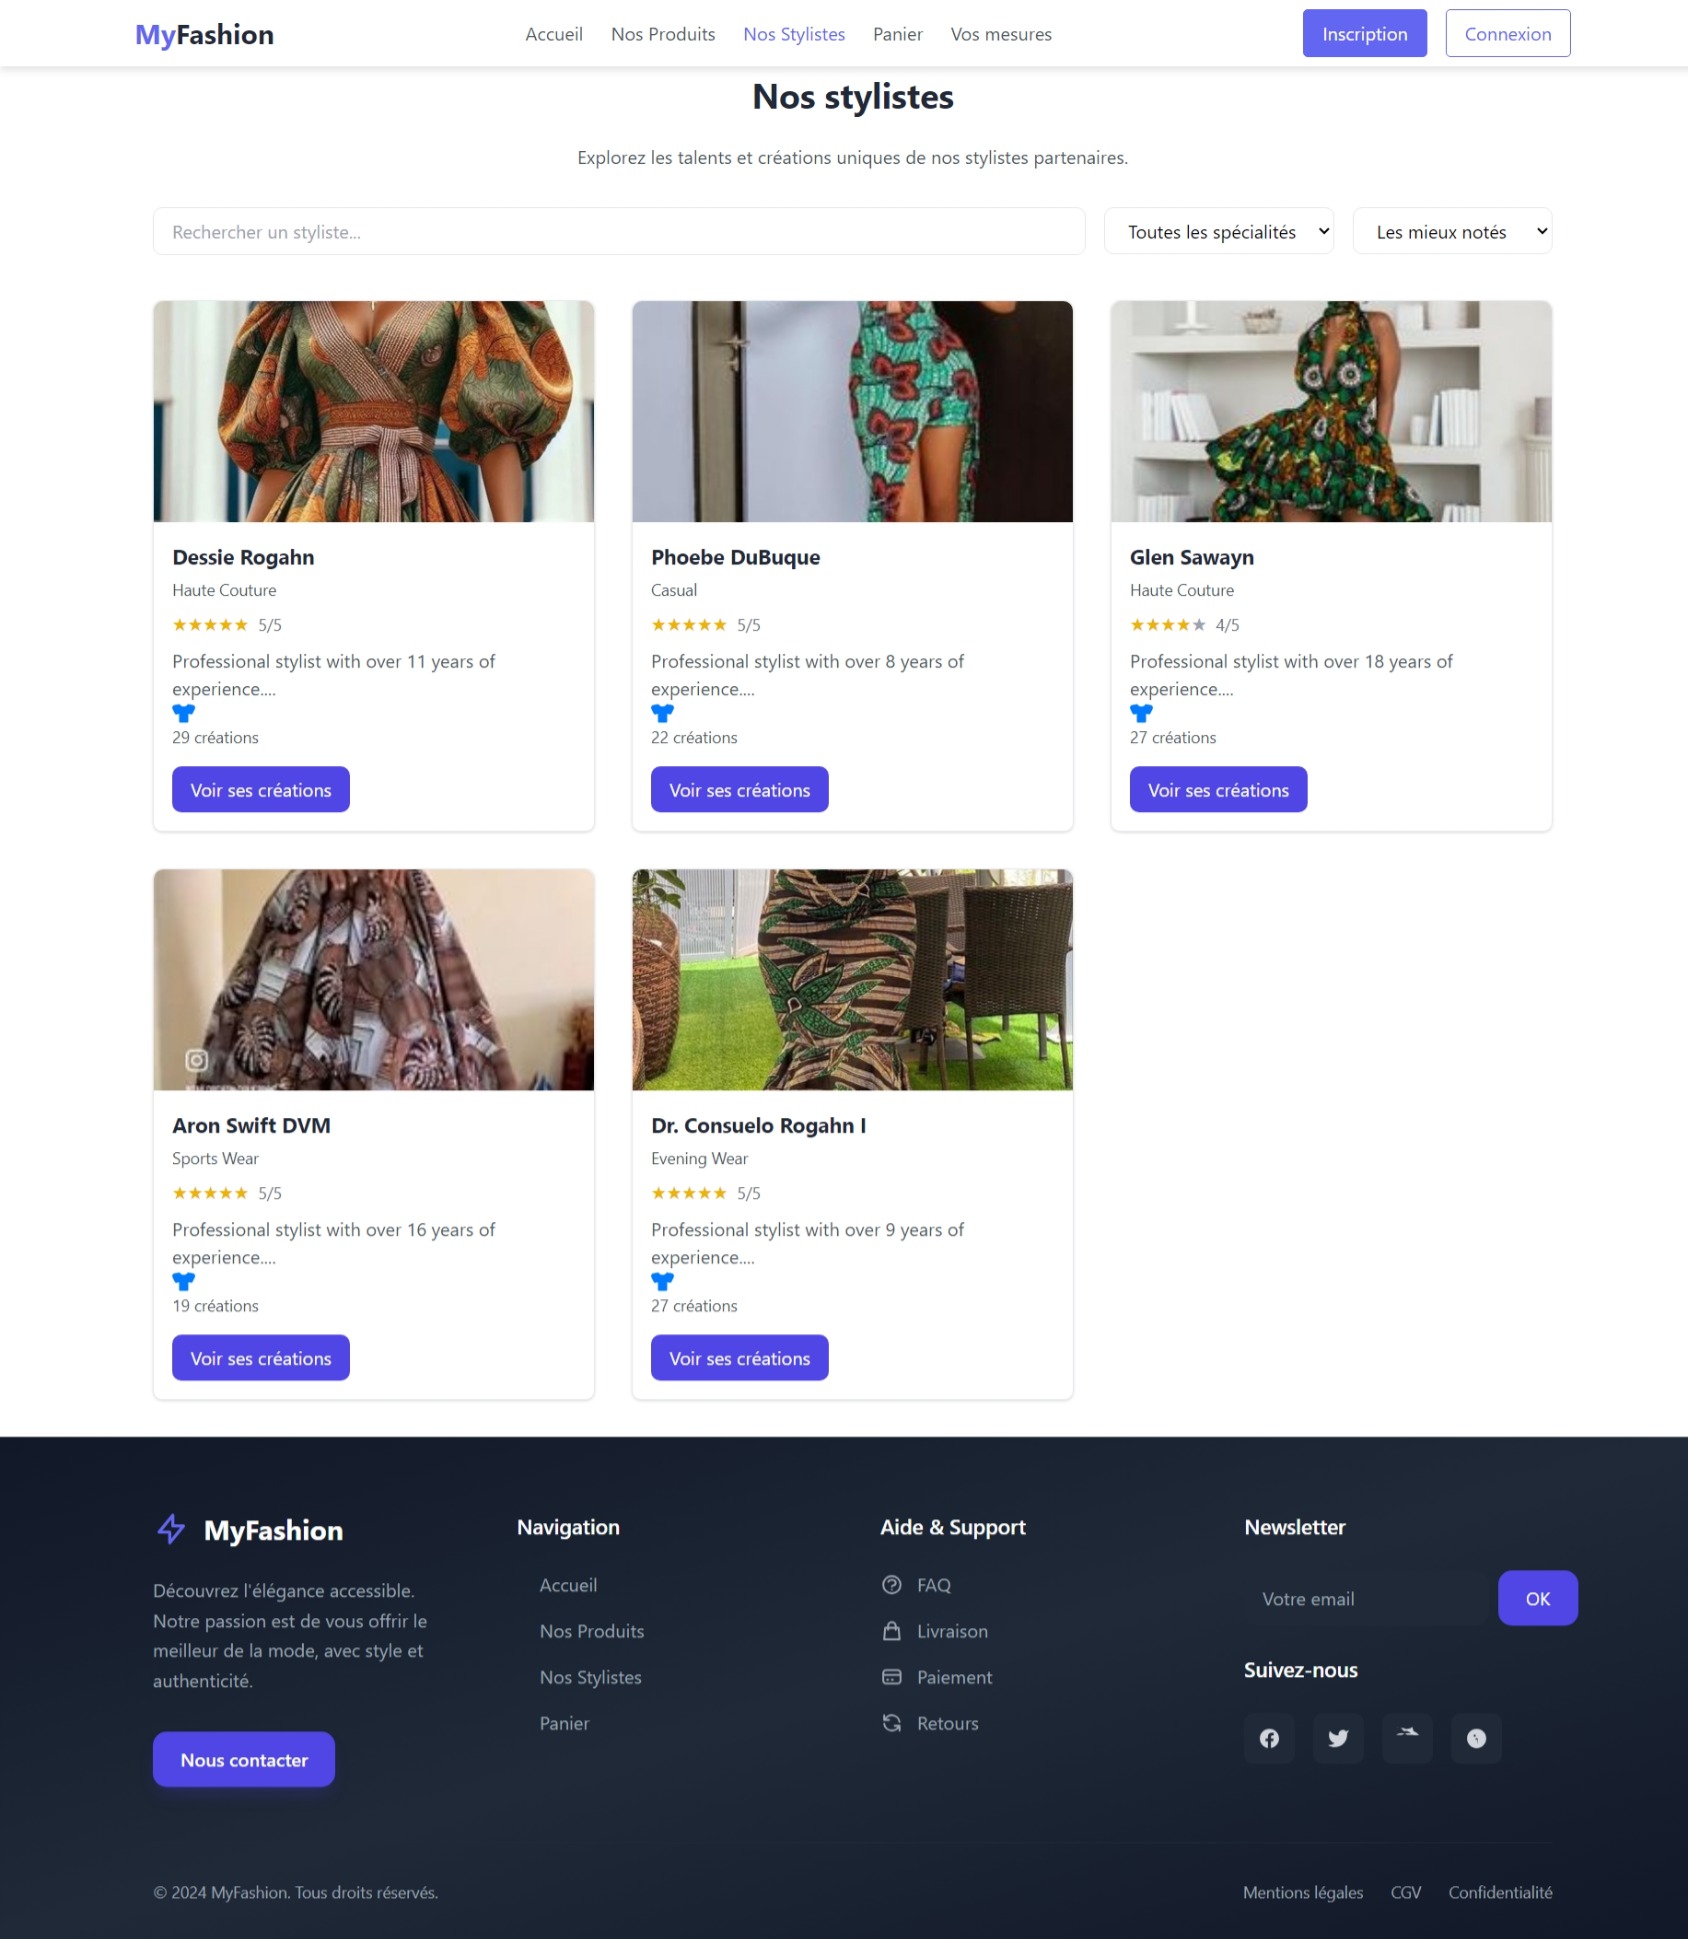 MyFashion
Accueil
Nos Produits
Nos Stylistes
Panier
Vos mesures
Inscription
Connexion
Nos stylistes
Explorez les talents et créations uniques de nos stylistes partenaires.
Rechercher un styliste...
Toutes les spécialités
Les mieux notés
Dessie Rogahn
Haute Couture
★★★★★ 5/5
Professional stylist with over 11 years of
experience....
29 créations
Voir ses créations
Phoebe DuBuque
Casual
★★★★★ 5/5
Professional stylist with over 8 years of
experience....
22 créations
Voir ses créations
Glen Sawayn
Haute Couture
★★★★★ 4/5
Professional stylist with over 18 years of
experience....
27 créations
Voir ses créations
Aron Swift DVM
Sports Wear
★★★★★ 5/5
Professional stylist with over 16 years of
experience....
19 créations
Voir ses créations
Dr. Consuelo Rogahn I
Evening Wear
★★★★★ 5/5
Professional stylist with over 9 years of
experience....
27 créations
Voir ses créations
MyFashion
Découvrez l'élégance accessible.
Notre passion est de vous offrir le
meilleur de la mode, avec style et
authenticité.
Nous contacter
Navigation
Accueil
Nos Produits
Nos Stylistes
Panier
Aide & Support
FAQ
Livraison
Paiement
Retours
Newsletter
Votre email
OK
Suivez-nous
© 2024 MyFashion. Tous droits réservés.
Mentions légales
CGV
Confidentialité